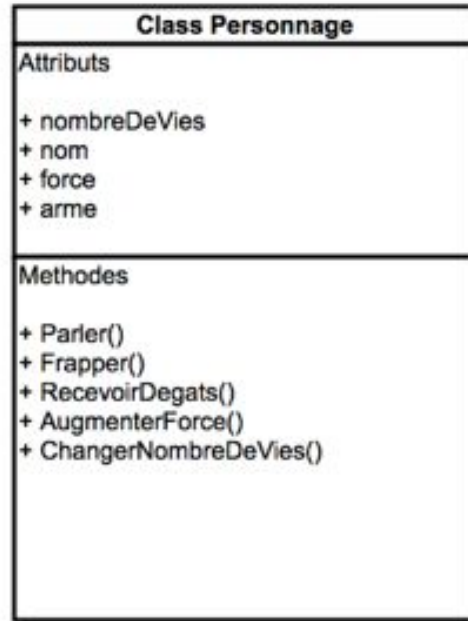 Class Personnage
Attributs
+ nombreDeVies
+ nom
+ force
+ arme
Methodes
+ Parler()
+ Frapper()
+ RecevoirDegats()
+ AugmenterForce()
+ ChangerNombreDeVies()